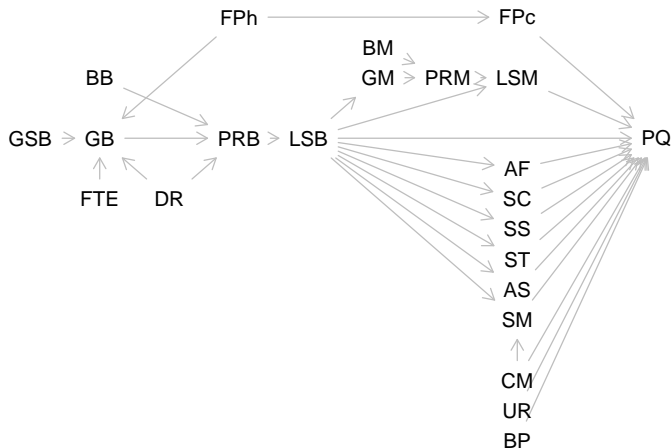 FPh FPc
BM
BB GM PRM LSM
GSB GB PRB LSB PQ
AF
FTE DR SC
SS
ST
AS
SM
CM
UR
BP